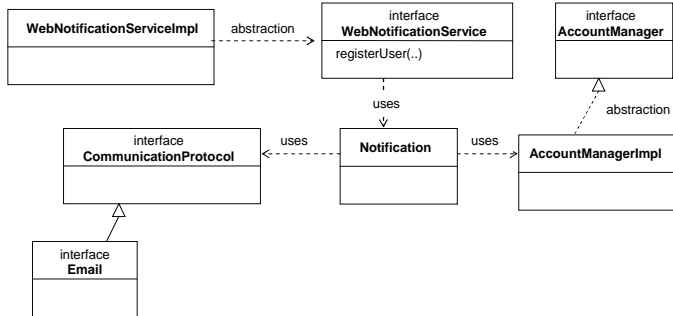 WebNotificationServiceImpl
abstraction
interface
WebNotificationService
registerUser(..)
interface
AccountManager
uses
abstraction
interface
CommunicationProtocol
uses
Notification
uses
AccountManagerImpl
interface
Email